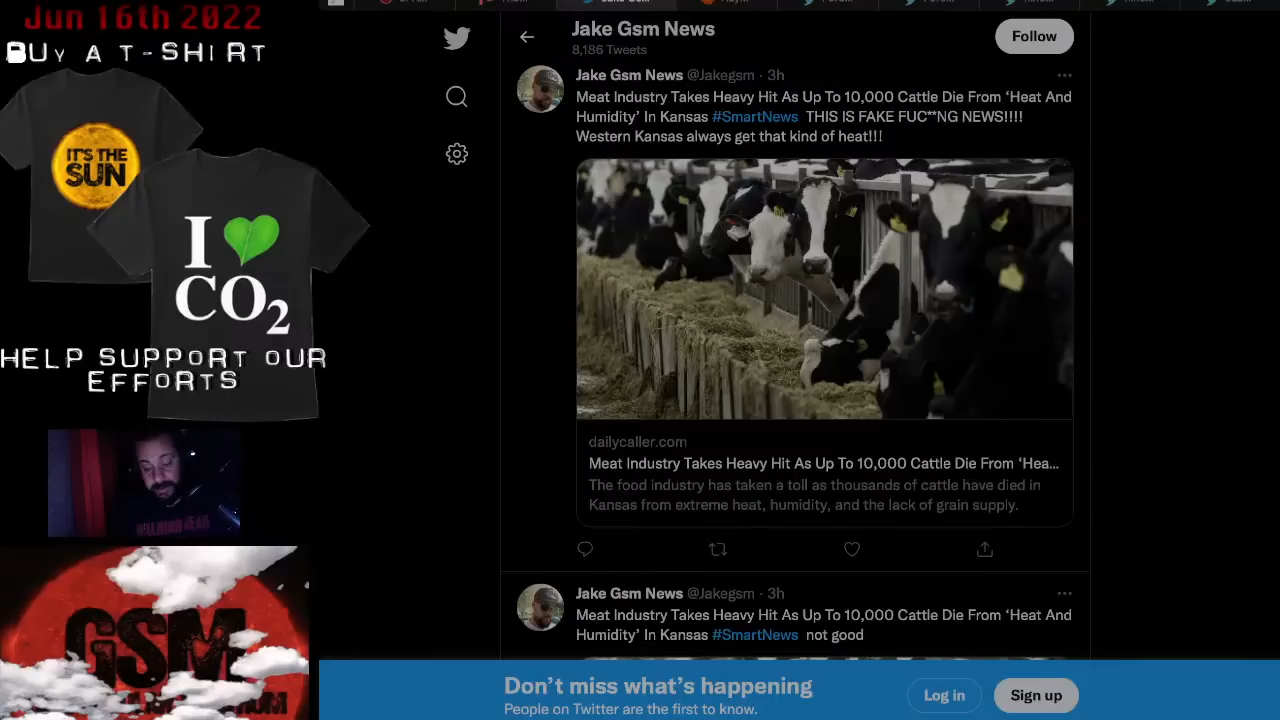 Jun 16th 2022
BUY A T-SHIRT
IT'S THE
SUN
I
CO2
HELP SUPPORT OUR
EFFORTS
GSM
Jake Gsm News
8,186 Tweets
Follow
Jake Gsm News @Jakegsm · 3h
Meat Industry Takes Heavy Hit As Up To 10,000 Cattle Die From ‘Heat And
Humidity’ In Kansas #SmartNews THIS IS FAKE FUC**NG NEWS!!!!
Western Kansas always get that kind of heat!!!
dailycaller.com
Meat Industry Takes Heavy Hit As Up To 10,000 Cattle Die From ‘Hea...
The food industry has taken a toll as thousands of cattle have died in
Kansas from extreme heat, humidity, and the lack of grain supply.
Jake Gsm News @Jakegsm · 3h
Meat Industry Takes Heavy Hit As Up To 10,000 Cattle Die From ‘Heat And
Humidity’ In Kansas #SmartNews not good
Don’t miss what’s happening
People on Twitter are the first to know.
Log in
Sign up